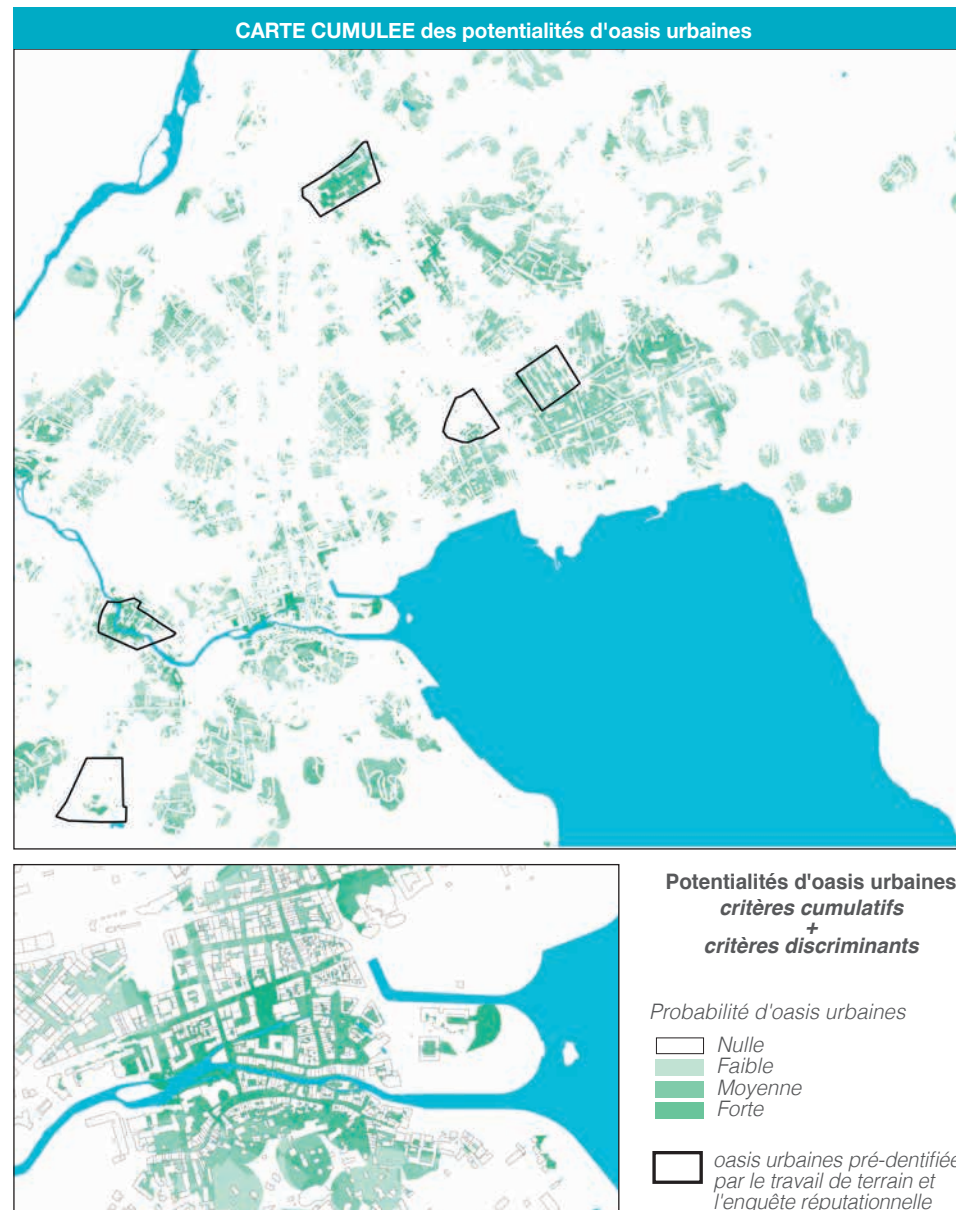 CARTE CUMULEE des potentialités d'oasis urbaines
Potentialités d'oasis urbaines
critères cumulatifs
+
critères discriminants
Probabilité d'oasis urbaines
Nulle
Faible
Moyenne
Forte
oasis urbaines pré-dentifiée
par le travail de terrain et
l'enquête réputationnelle